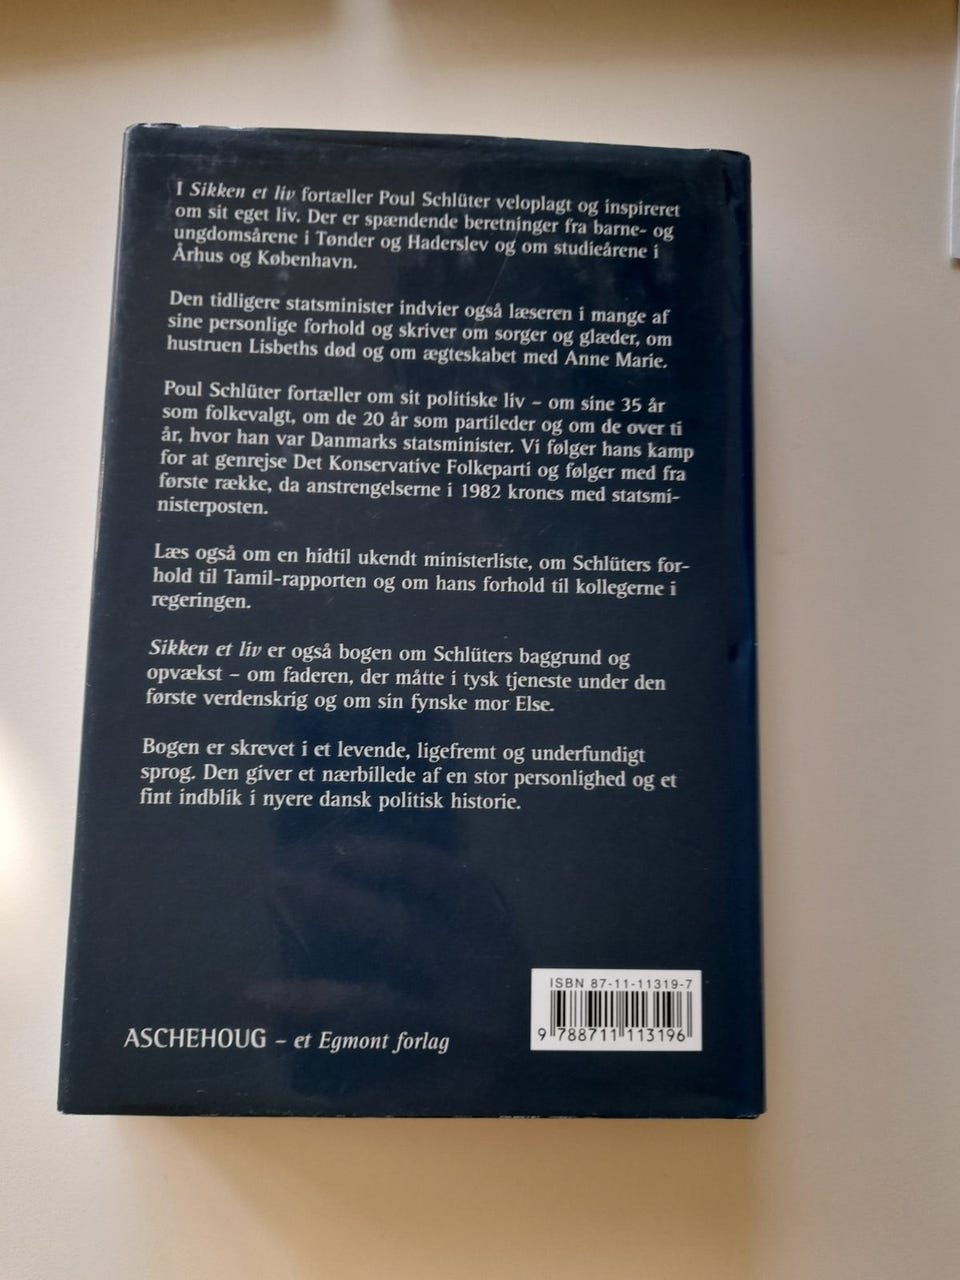 I Sikken et liv fortæller Poul Schlüter veloplagt og inspireret
om sit eget liv. Der er spændende beretninger fra barne- og
ungdomsårene i Tønder og Haderslev og om studieårene i
Århus og København.
Den tidligere statsminister indvier også læseren i mange af
sine personlige forhold og skriver om sorger og glæder, om
hustruen Lisbeths død og om ægteskabet med Anne Marie.
Poul Schlüter fortæller om sit politiske liv – om sine 35 år
som folkevalgt, om de 20 år som partileder og om de over ti
år, hvor han var Danmarks statsminister. Vi følger hans kamp
for at genrejse Det Konservative Folkeparti og følger med fra
første række, da anstrengelserne i 1982 krones med statsmi-
nisterposten.
Læs også om en hidtil ukendt ministerliste, om Schlüters for-
hold til Tamil-rapporten og om hans forhold til kollegerne i
regeringen.
Sikken et liv er også bogen om Schlüters baggrund og
opvækst – om faderen, der måtte i tysk tjeneste under den
første verdenskrig og om sin fynske mor Else.
Bogen er skrevet i et levende, ligefremt og underfundigt
sprog. Den giver et nærbillede af en stor personlighed og et
fint indblik i nyere dansk politisk historie.
ISBN 87-11-11319-7
9 788711 113196
ASCHEHOUG – et Egmont forlag